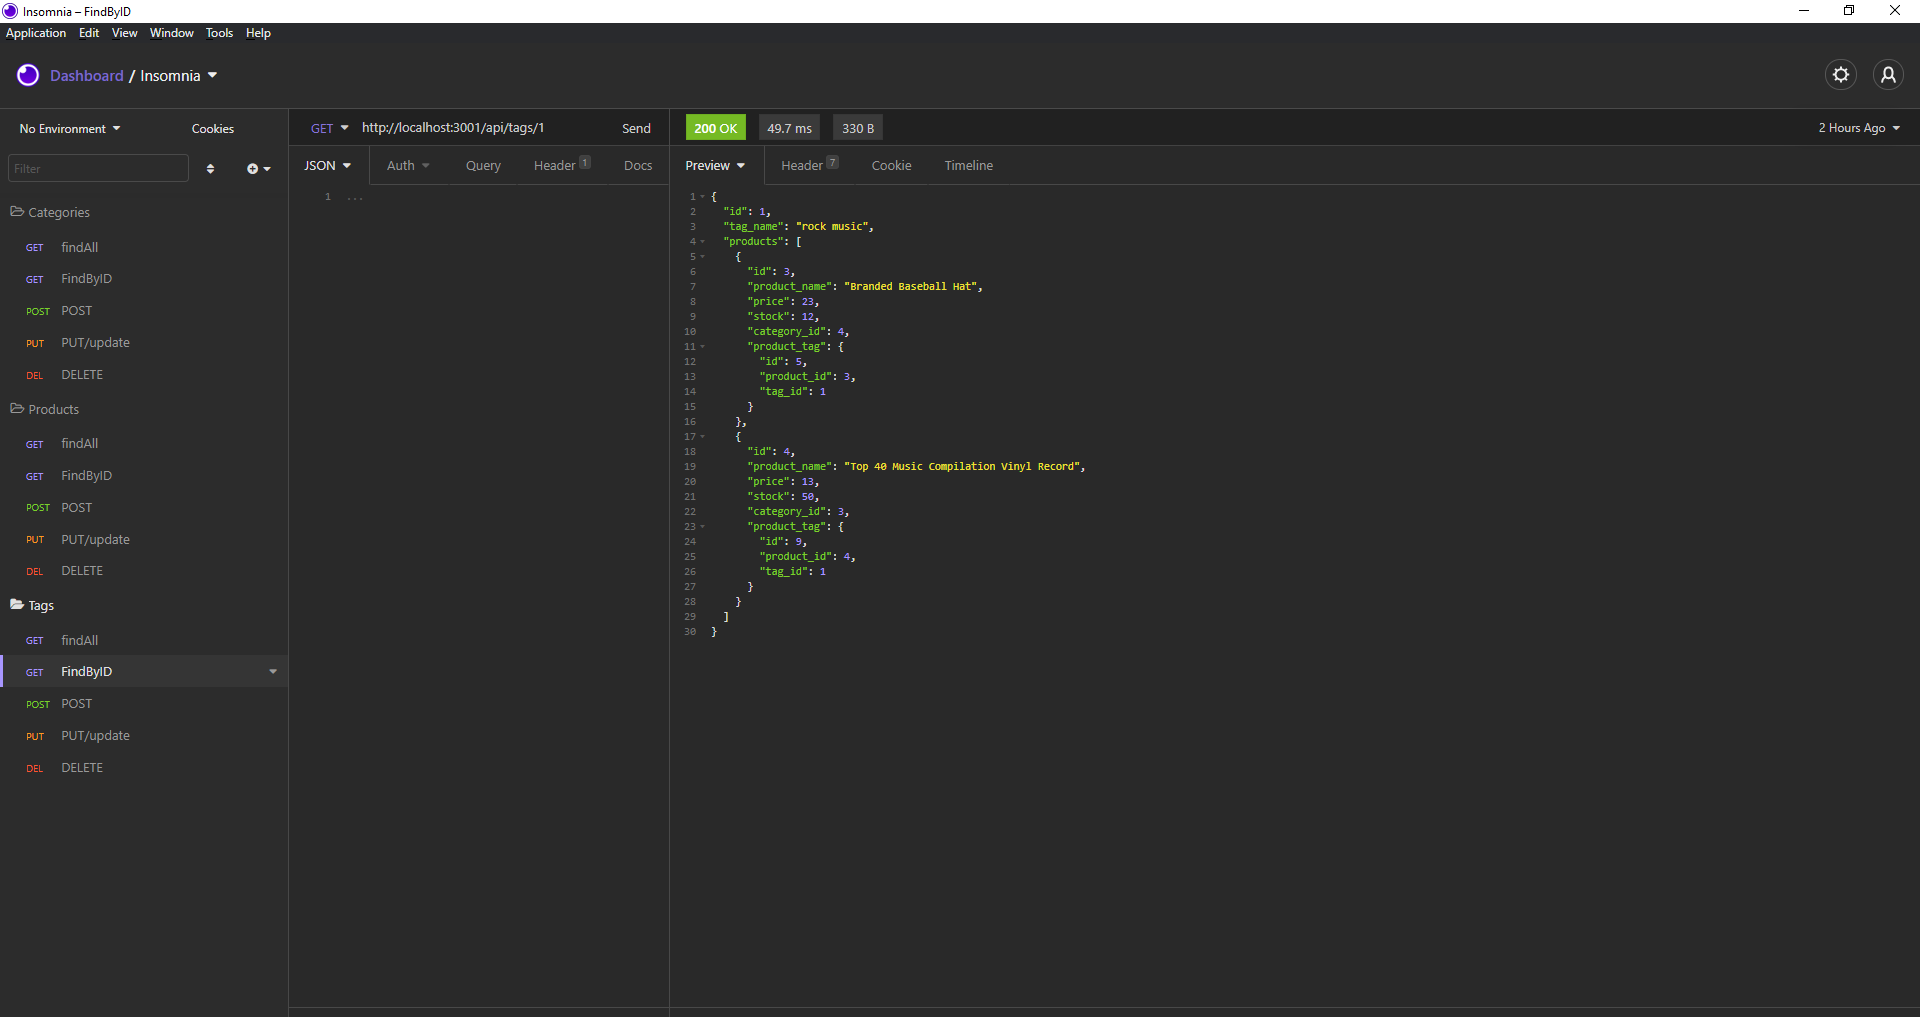 Insomnia – FindByID
Application Edit View Window Tools Help
Dashboard / Insomnia
No Environment Cookies
Filter
Categories
GET findAll
GET FindByID
POST POST
PUT PUT/update
DEL DELETE
Products
GET findAll
GET FindByID
POST POST
PUT PUT/update
DEL DELETE
Tags
GET findAll
GET FindByID
POST POST
PUT PUT/update
DEL DELETE
GET http://localhost:3001/api/tags/1 Send
JSON Auth Query Header 1 Docs
1 ...
200 OK 49.7 ms 330 B 2 Hours Ago
Preview Header 7 Cookie Timeline
1 {
2 "id": 1,
3 "tag_name": "rock music",
4 "products": [
5 {
6 "id": 3,
7 "product_name": "Branded Baseball Hat",
8 "price": 23,
9 "stock": 12,
10 "category_id": 4,
11 "product_tag": {
12 "id": 5,
13 "product_id": 3,
14 "tag_id": 1
15 }
16 },
17 {
18 "id": 4,
19 "product_name": "Top 40 Music Compilation Vinyl Record",
20 "price": 13,
21 "stock": 50,
22 "category_id": 3,
23 "product_tag": {
24 "id": 9,
25 "product_id": 4,
26 "tag_id": 1
27 }
28 }
29 ]
30 }